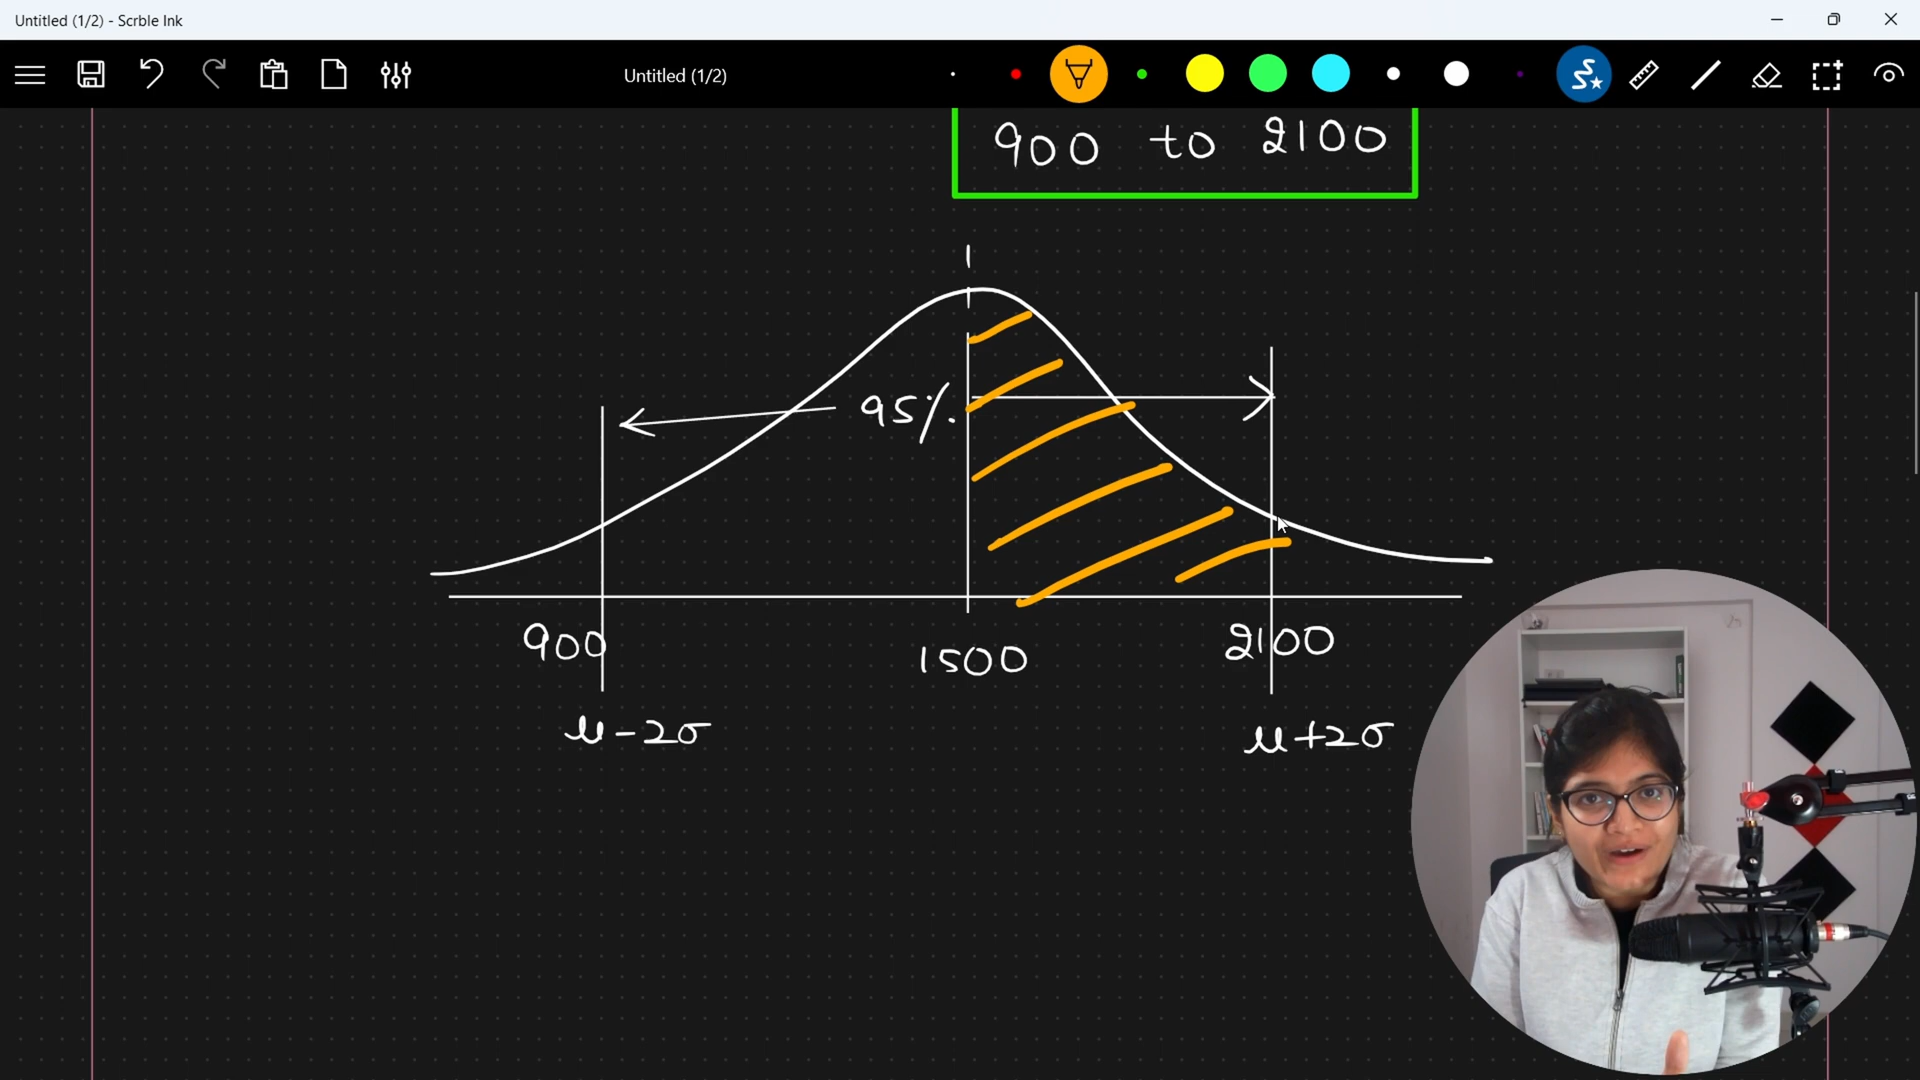 Untitled (1/2) - Scrble Ink
Untitled (1/2)
900 to 2100
95%
900
1500
2100
μ-2σ
μ+2σ